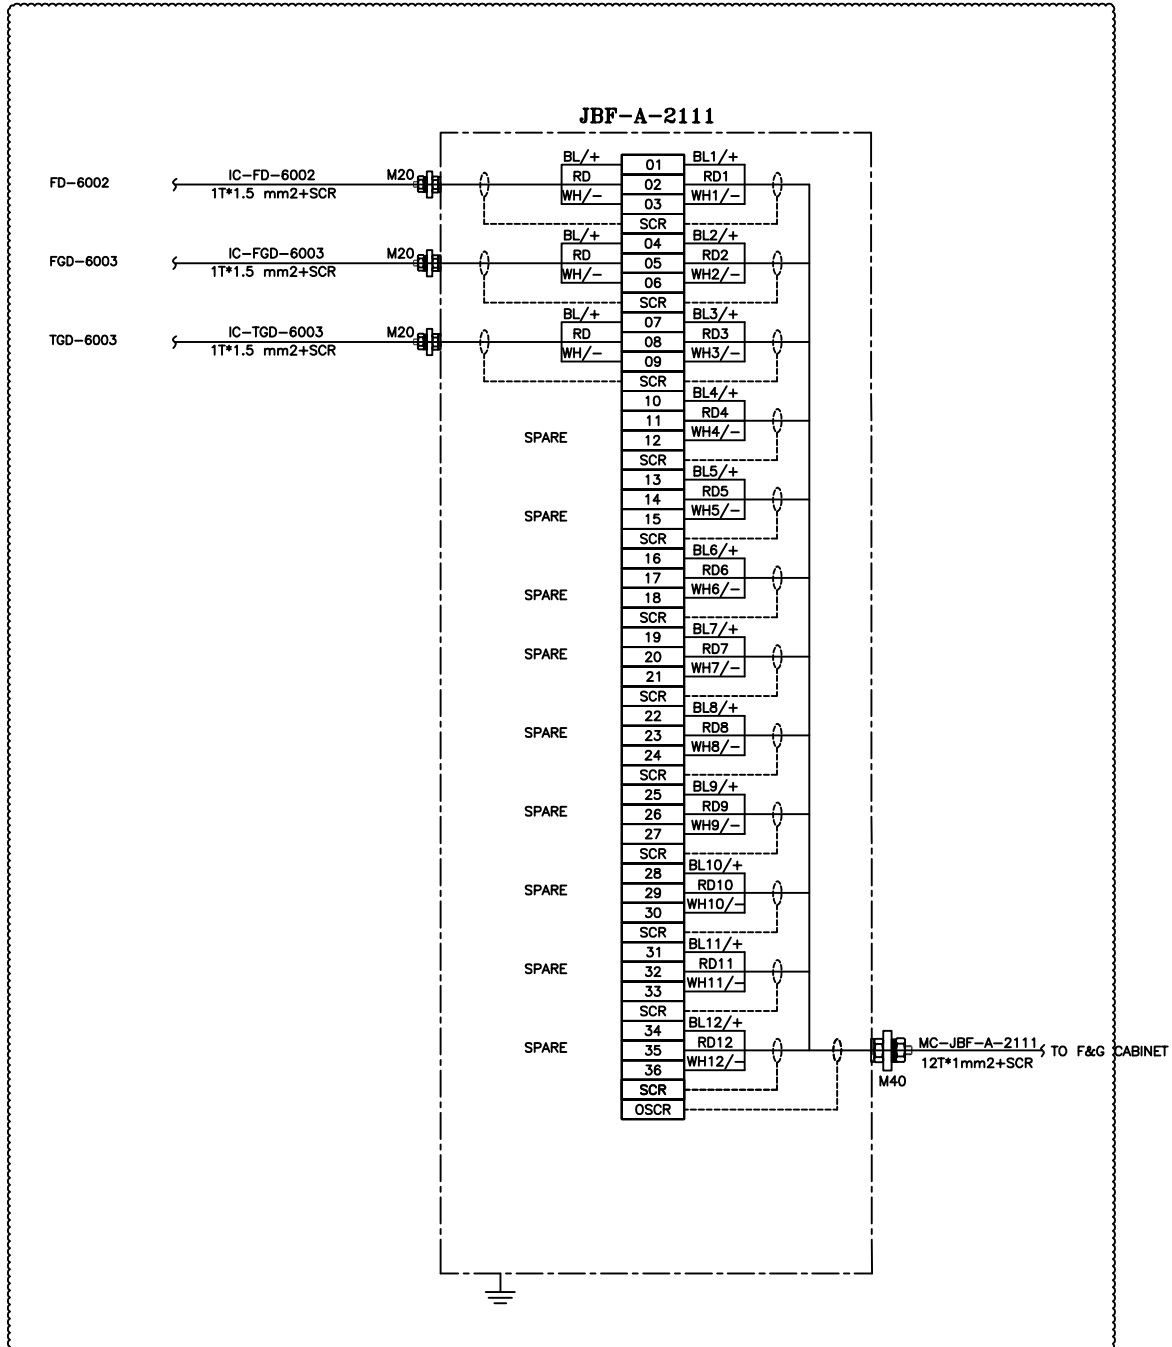 JBF-A-2111
BL/+ 01 BL1/+
FD-6002 IC-FD-6002 M20 RD 02 RD1
1T*1.5 mm2+SCR WH/- 03 WH1/-
SCR
BL/+ 04 BL2/+
FGD-6003 IC-FGD-6003 M20 RD 05 RD2
1T*1.5 mm2+SCR WH/- 06 WH2/-
SCR
BL/+ 07 BL3/+
TGD-6003 IC-TGD-6003 M20 RD 08 RD3
1T*1.5 mm2+SCR WH/- 09 WH3/-
SCR
10 BL4/+
11 RD4
SPARE 12 WH4/-
SCR
13 BL5/+
14 RD5
SPARE 15 WH5/-
SCR
16 BL6/+
17 RD6
SPARE 18 WH6/-
SCR
19 BL7/+
SPARE 20 RD7
21 WH7/-
SCR
22 BL8/+
SPARE 23 RD8
24 WH8/-
SCR
25 BL9/+
SPARE 26 RD9
27 WH9/-
SCR
28 BL10/+
SPARE 29 RD10
30 WH10/-
SCR
31 BL11/+
SPARE 32 RD11
33 WH11/-
SCR
34 BL12/+
SPARE 35 RD12 MC-JBF-A-2111 TO F&G CABINET
36 WH12/- 12T*1mm2+SCR
M40
SCR
OSCR